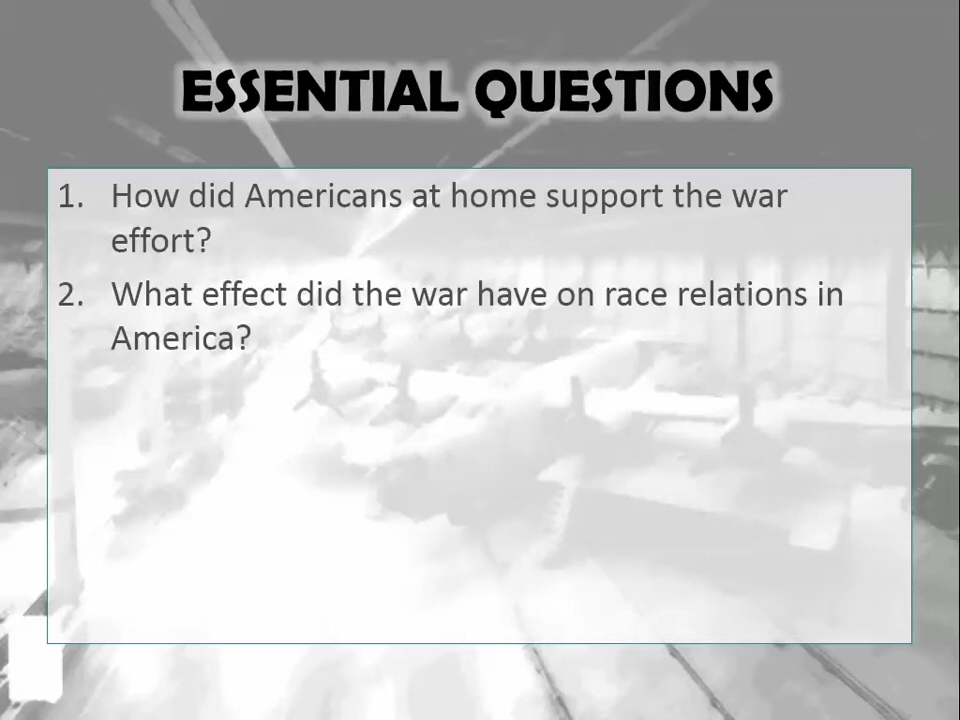 ESSENTIAL QUESTIONS
1. How did Americans at home support the war
effort?
2. What effect did the war have on race relations in
America?